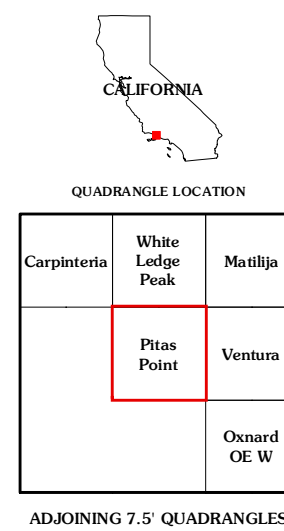 CALIFORNIA
QUADRANGLE LOCATION
Carpinteria
White
Ledge
Peak
Matilija
Pitas
Point
Ventura
Oxnard
OE W
ADJOINING 7.5' QUADRANGLES